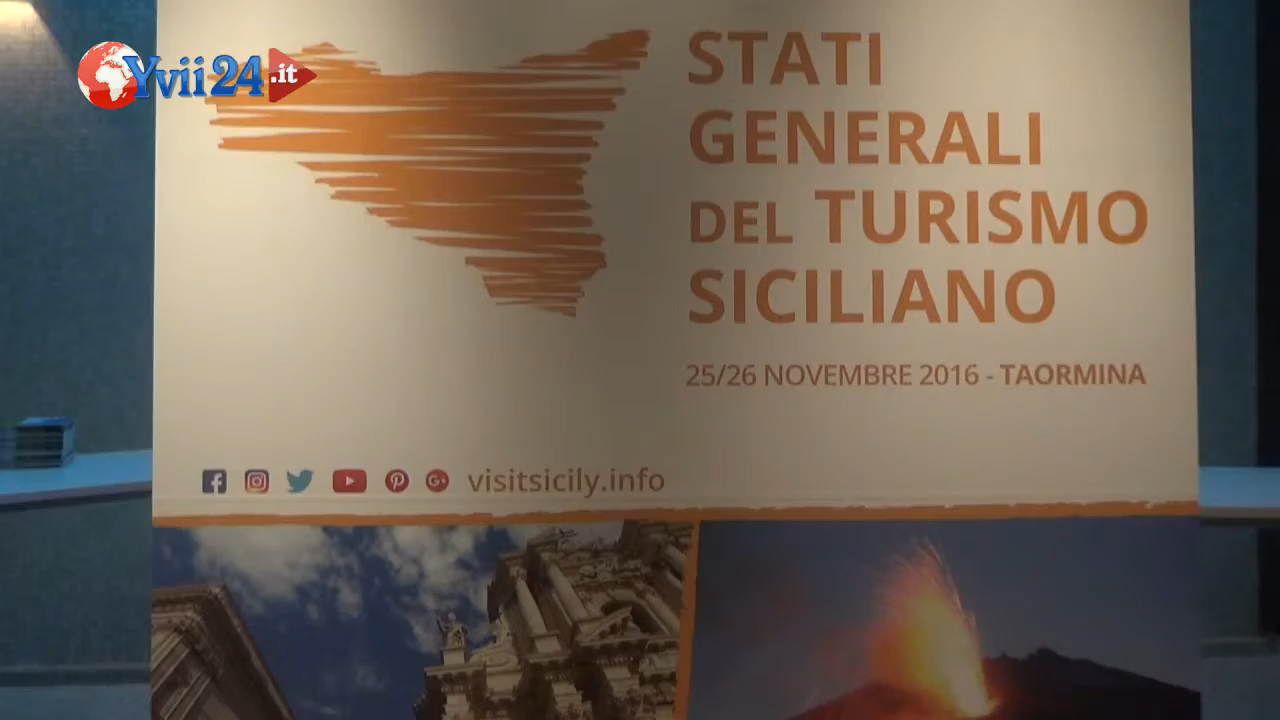 Yvii24.it
STATI
GENERALI
DEL TURISMO
SICILIANO
25/26 NOVEMBRE 2016 - TAORMINA
visitsicily.info